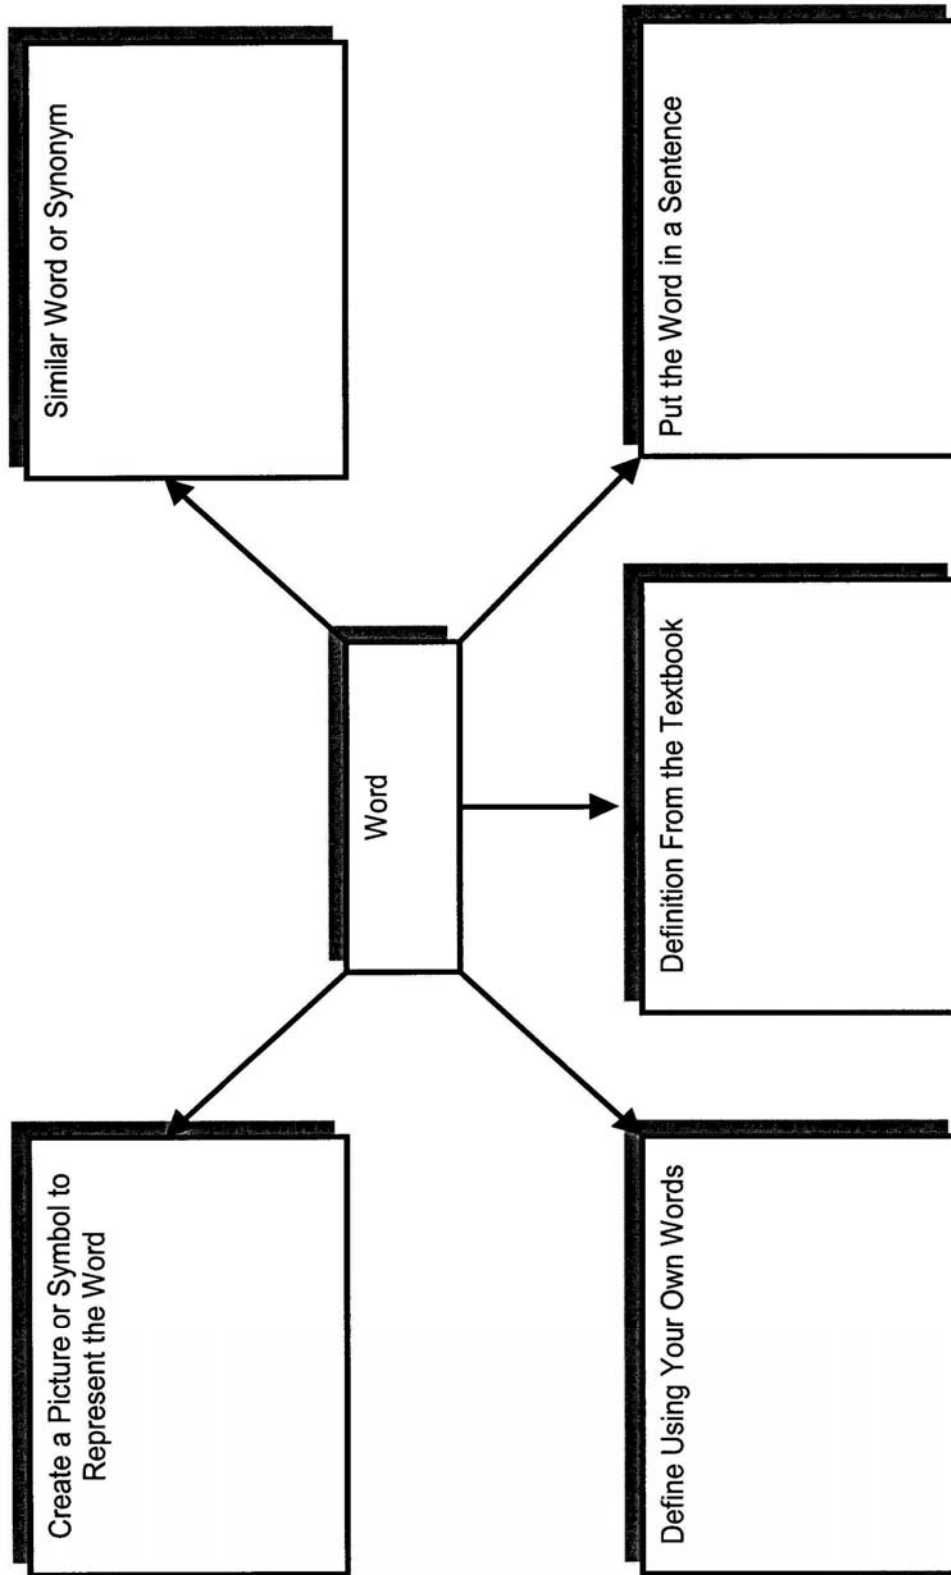 Create a Picture or Symbol to
Represent the Word
Similar Word or Synonym
Word
Define Using Your Own Words
Definition From the Textbook
Put the Word in a Sentence